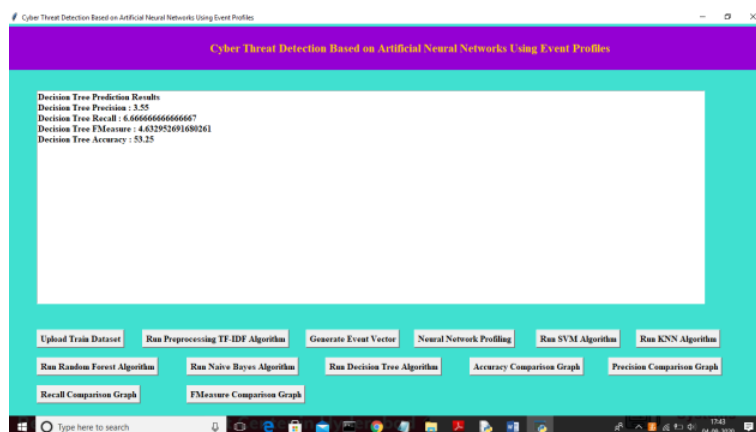 Cyber Threat Detection Based on Artificial Neural Networks Using Event Profiles
Cyber Threat Detection Based on Artificial Neural Networks Using Event Profiles
Decision Tree Prediction Results
Decision Tree Precision : 3.55
Decision Tree Recall : 6.666666666666667
Decision Tree FMeasure : 4.632952691680261
Decision Tree Accuracy : 53.25
Upload Train Dataset Run Preprocessing TF-IDF Algorithm Generate Event Vector Neural Network Profiling Run SVM Algorithm Run KNN Algorithm
Run Random Forest Algorithm Run Naive Bayes Algorithm Run Decision Tree Algorithm Accuracy Comparison Graph Precision Comparison Graph
Recall Comparison Graph FMeasure Comparison Graph
Type here to search 17:43